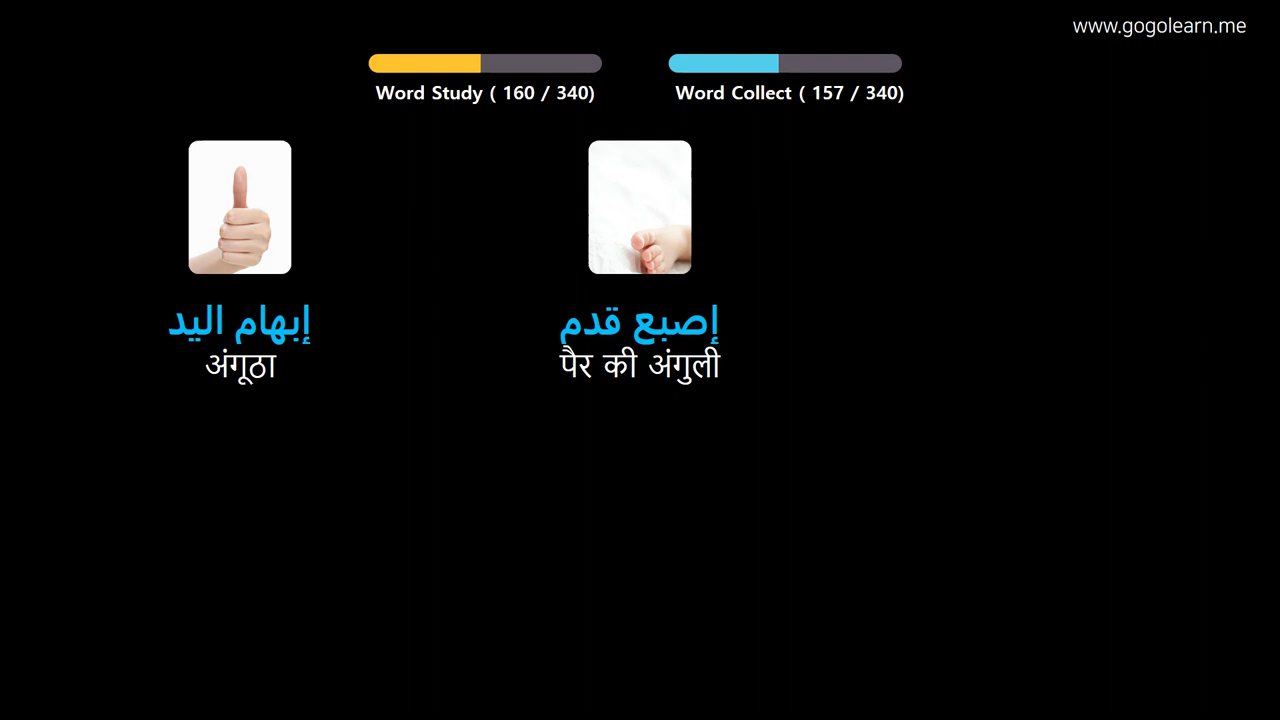 www.gogolearn.me
Word Study ( 160 / 340)
Word Collect ( 157 / 340)
إبهام اليد
अंगूठा
إصبع قدم
पैर की अंगुली